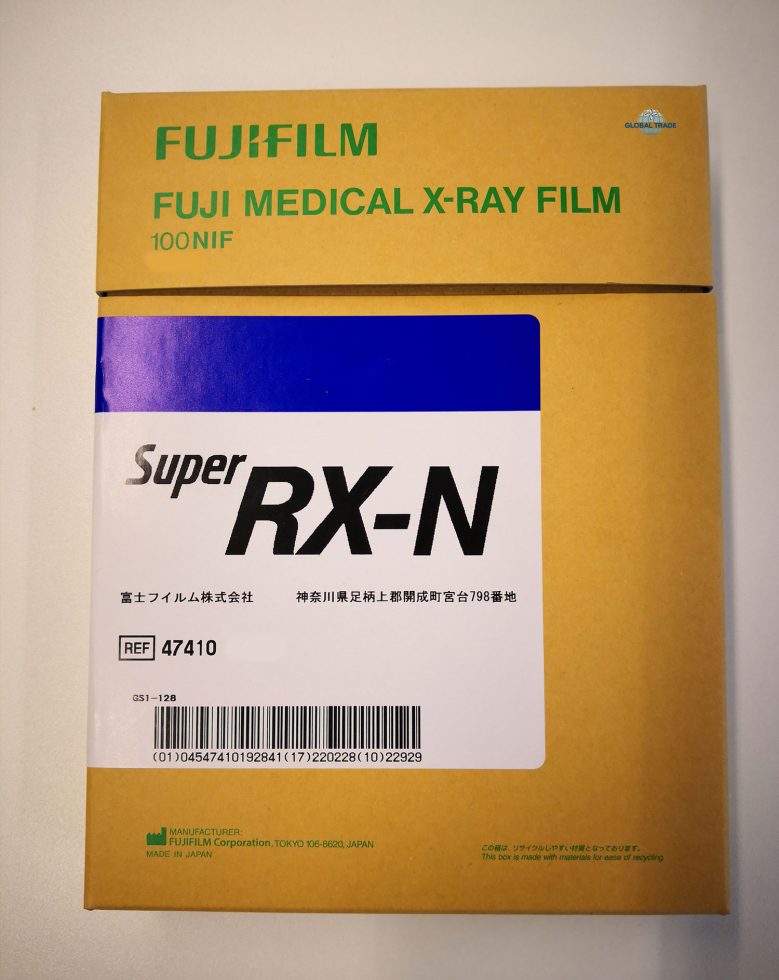 FUJIFILM
GLOBAL TRADE
FUJI MEDICAL X-RAY FILM
100NIF
Super RX-N
富士フイルム株式会社 神奈川県足柄上郡開成町宮台798番地
REF 47410
GS1-128
(01)04547410192841(17)220228(10)22929
MANUFACTURER:
FUJIFILM Corporation. TOKYO 106-8620, JAPAN
MADE IN JAPAN
この箱は、リサイクルしやすい材質となっております。
This box is made with materials for ease of recycling.